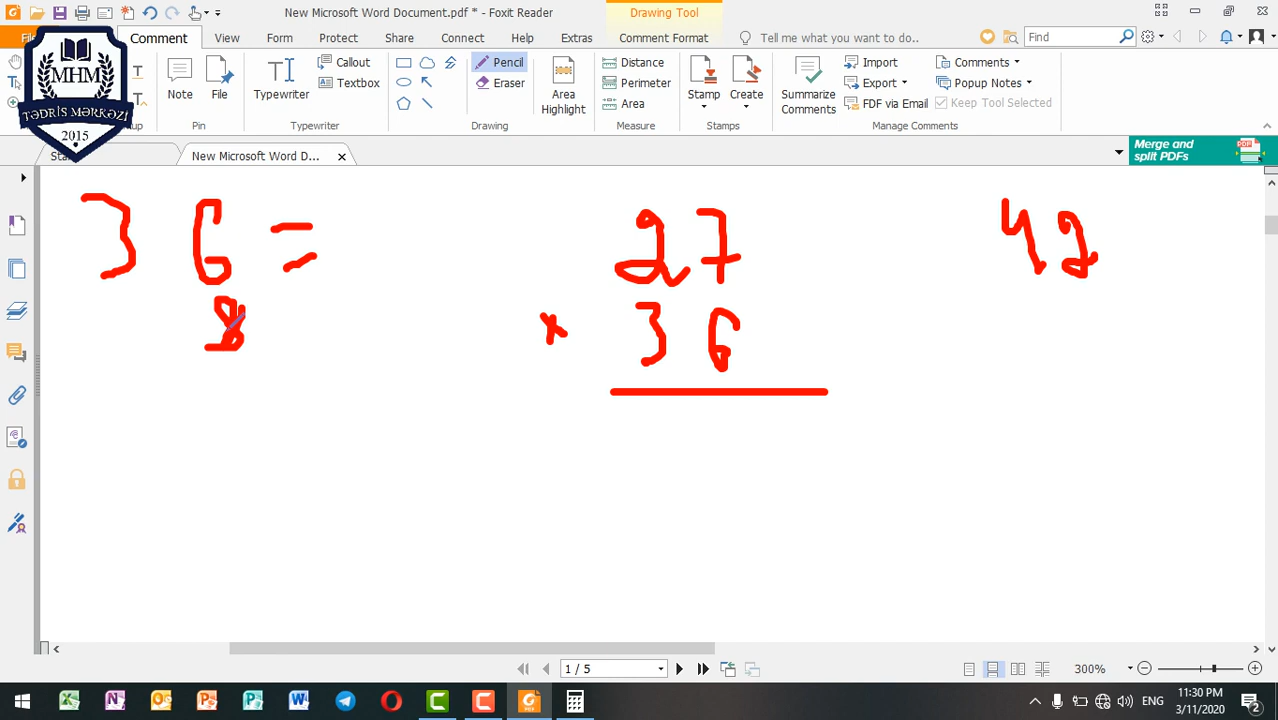 New Microsoft Word Document.pdf * - Foxit Reader
Drawing Tool
Comment View Form Protect Share Connect Help Extras Comment Format Tell me what you want to do... Find
Note File Typewriter Callout Textbox Pencil Eraser Area Highlight Distance Perimeter Area Stamp Create Summarize Comments Import Export FDF via Email Comments Popup Notes Keep Tool Selected
Pin Typewriter Drawing Measure Stamps Manage Comments
MHM
TƏDRİS MƏRKƏZİ
2015
New Microsoft Word D...
Merge and split PDFs
3 6 = 27 42
8 * 36
1 / 5 300%
ENG 11:30 PM
3/11/2020 2